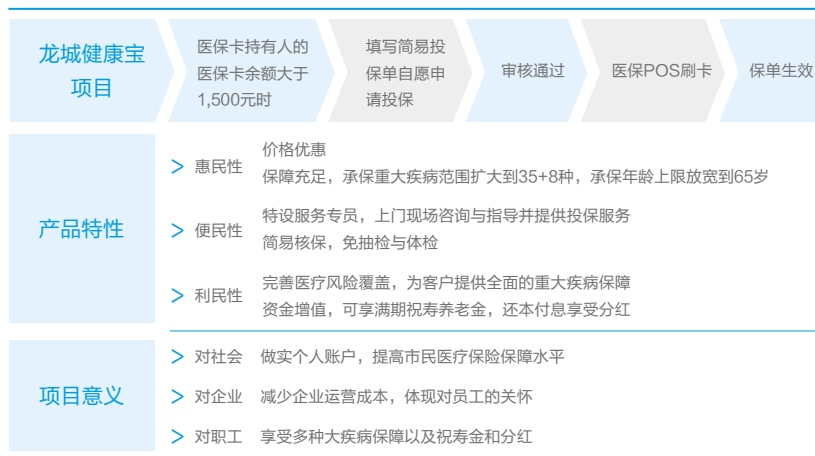 龙城健康宝
项目
医保卡持有人的
医保卡余额大于
1,500元时
填写简易投
保单自愿申
请投保
审核通过
医保POS刷卡
保单生效
产品特性
> 惠民性
价格优惠
保障充足，承保重大疾病范围扩大到35+8种，承保年龄上限放宽到65岁
> 便民性
特设服务专员，上门现场咨询与指导并提供投保服务
简易核保，免抽检与体检
> 利民性
完善医疗风险覆盖，为客户提供全面的重大疾病保障
资金增值，可享满期祝寿养老金，还本付息享受分红
项目意义
> 对社会 做实个人账户，提高市民医疗保险保障水平
> 对企业 减少企业运营成本，体现对员工的关怀
> 对职工 享受多种大疾病保障以及祝寿金和分红